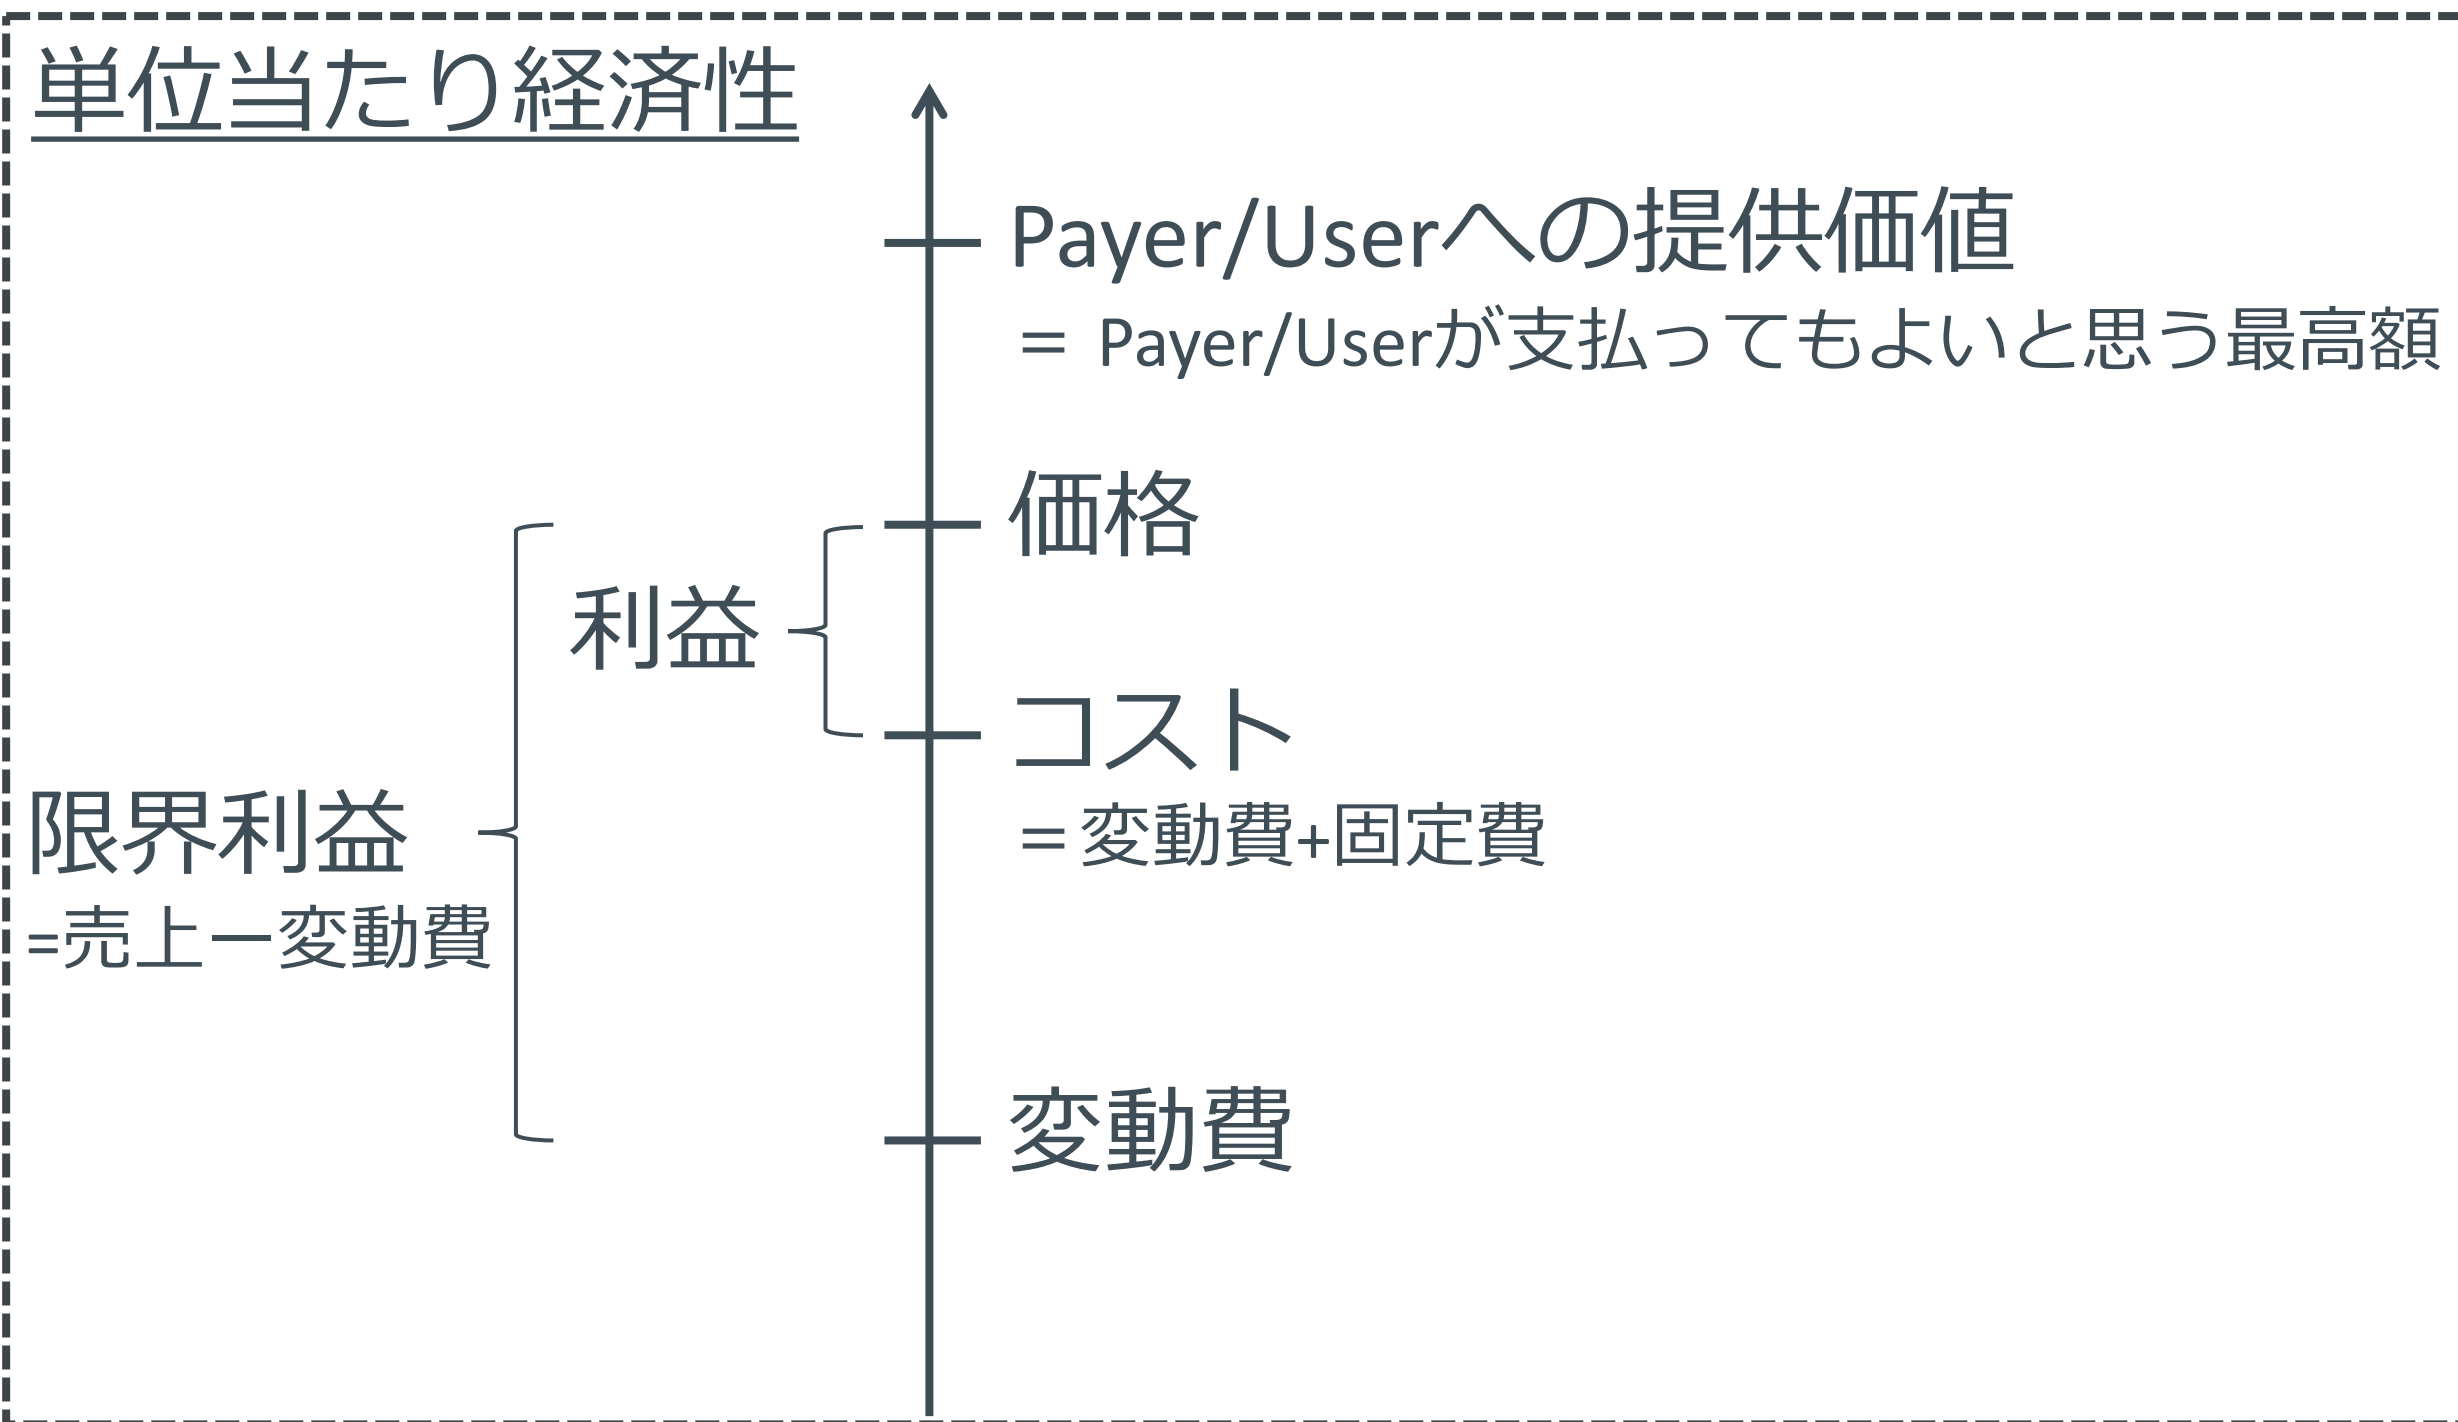 単位当たり経済性
Payer/Userへの提供価値
= Payer/Userが支払ってもよいと思う最高額
価格
利益
コスト
=変動費+固定費
限界利益
=売上ー変動費
変動費